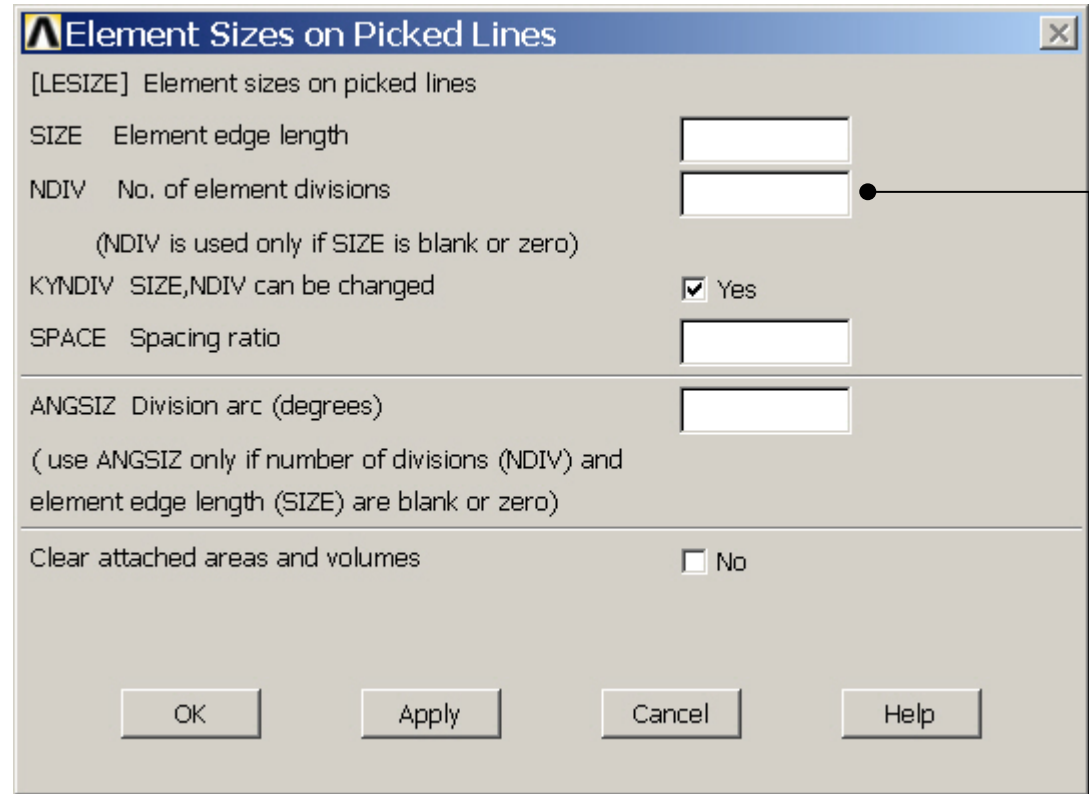 Element Sizes on Picked Lines
[LESIZE] Element sizes on picked lines
SIZE Element edge length
NDIV No. of element divisions
(NDIV is used only if SIZE is blank or zero)
KYNDIV SIZE,NDIV can be changed
Yes
SPACE Spacing ratio
ANGSIZ Division arc (degrees)
( use ANGSIZ only if number of divisions (NDIV) and
element edge length (SIZE) are blank or zero)
Clear attached areas and volumes
No
OK
Apply
Cancel
Help